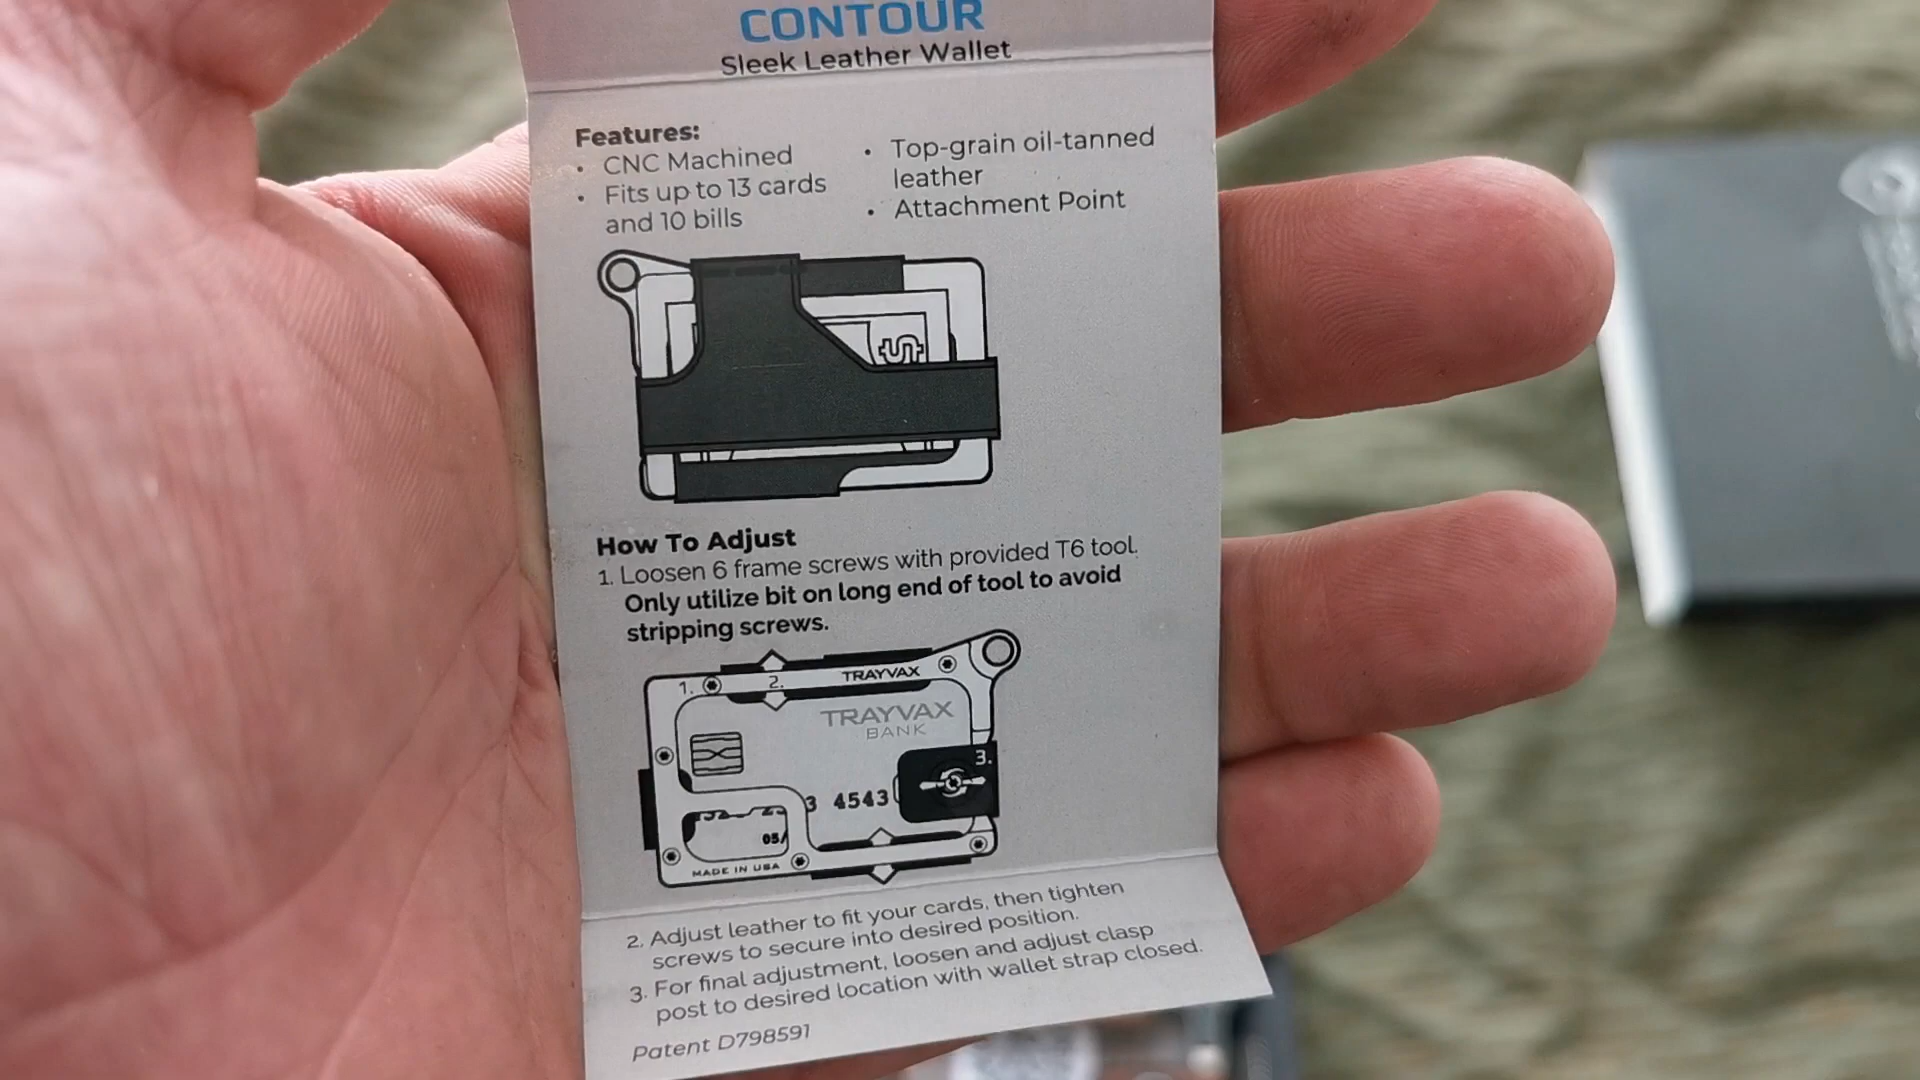 CONTOUR
Sleek Leather Wallet
Features:
• CNC Machined
• Fits up to 13 cards
and 10 bills
• Top-grain oil-tanned
leather
• Attachment Point
How To Adjust
1. Loosen 6 frame screws with provided T6 tool.
Only utilize bit on long end of tool to avoid
stripping screws.
1.
2.
TRAYVAX
TRAYVAX
BANK
3.
3 4543
05/
MADE IN USA
2. Adjust leather to fit your cards, then tighten
screws to secure into desired position.
3. For final adjustment, loosen and adjust clasp
post to desired location with wallet strap closed.
Patent D798591